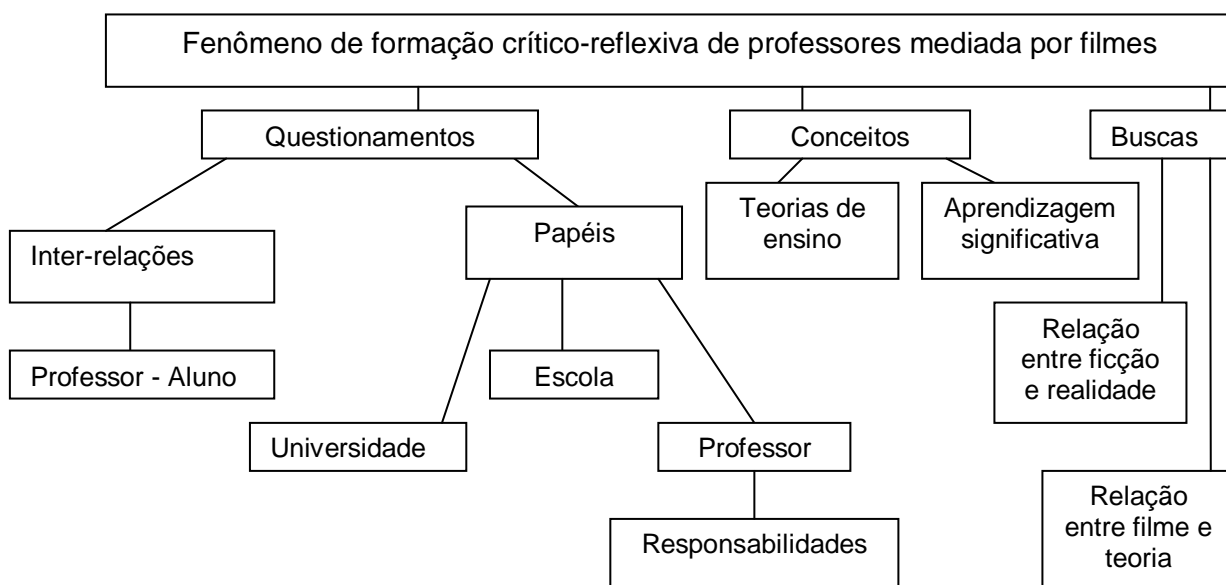 Fenômeno de formação crítico-reflexiva de professores mediada por filmes
Questionamentos
Conceitos
Buscas
Inter-relações
Papéis
Teorias de
ensino
Aprendizagem
significativa
Professor - Aluno
Escola
Relação
entre ficção
e realidade
Universidade
Professor
Responsabilidades
Relação
entre filme e
teoria